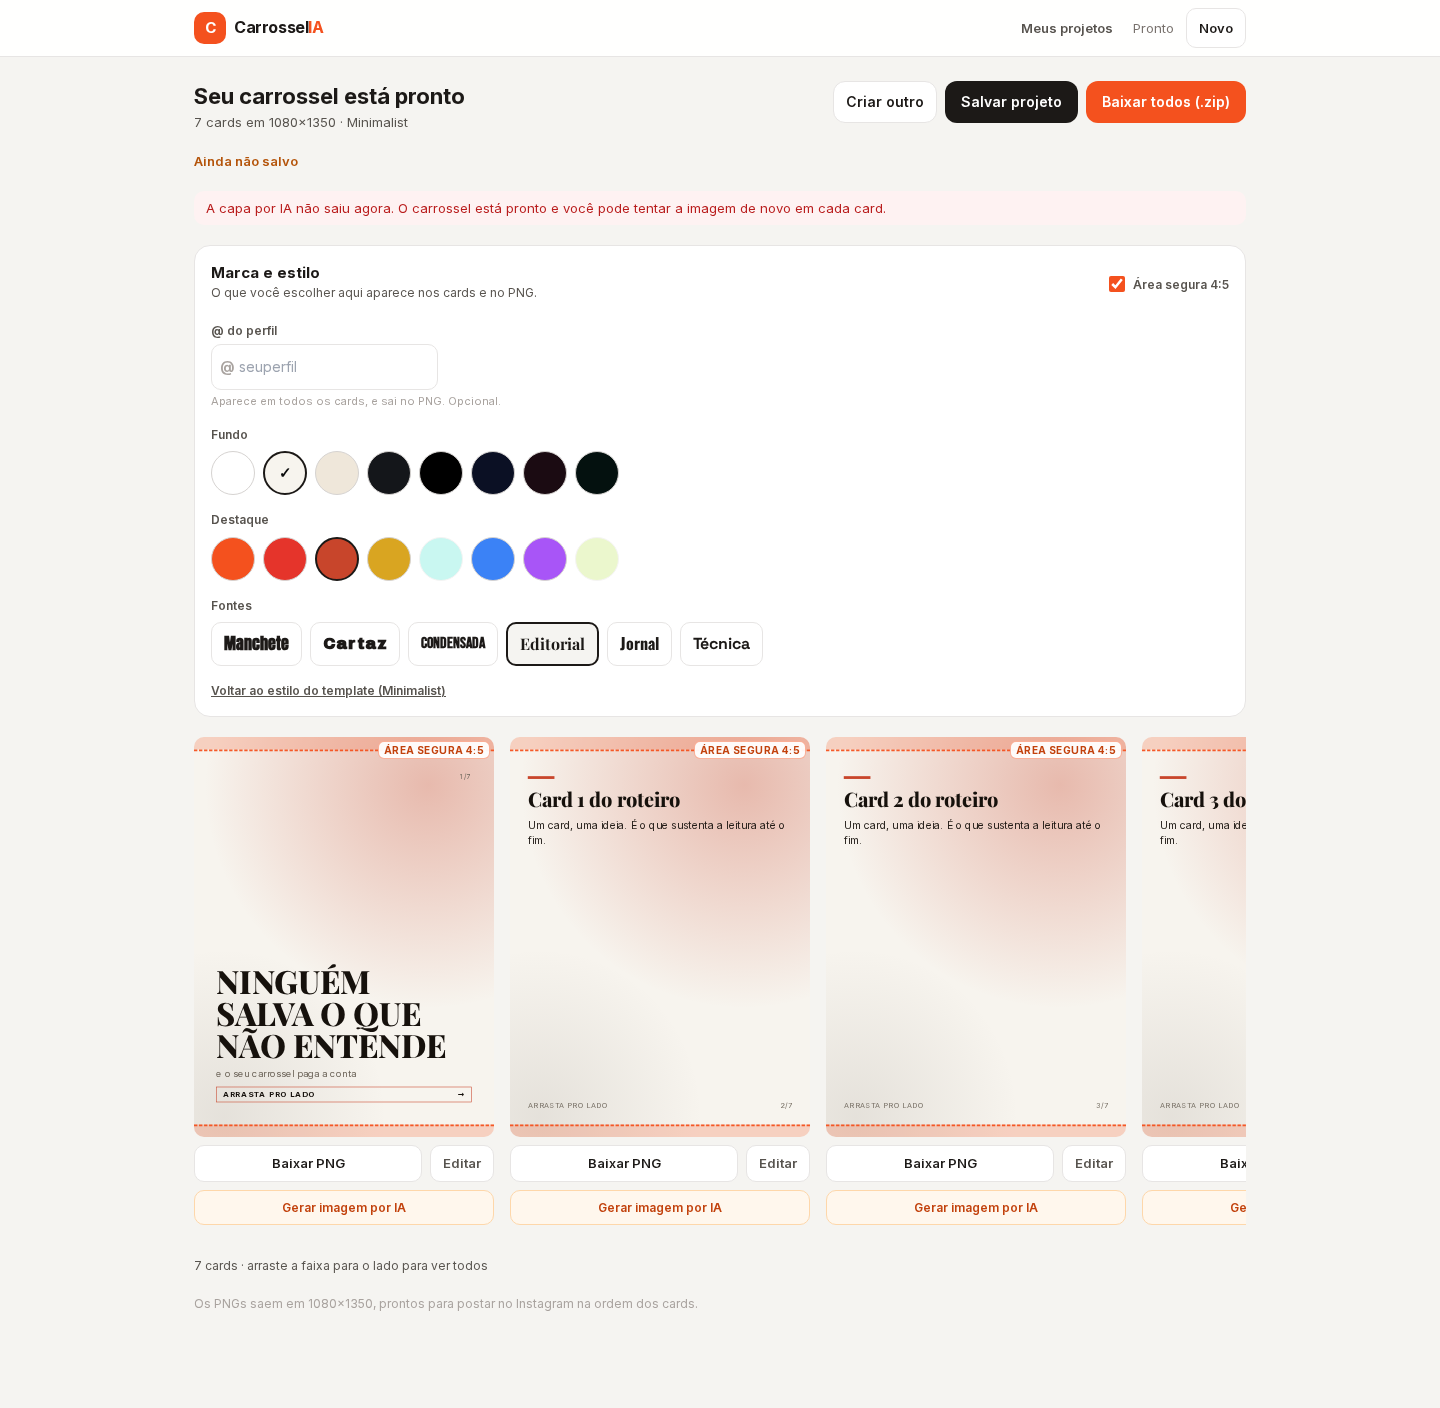 C CarrosselIA
Meus projetos
Pronto
Novo
Seu carrossel está pronto
7 cards em 1080×1350 · Minimalist
Criar outro
Salvar projeto
Baixar todos (.zip)
Ainda não salvo
A capa por IA não saiu agora. O carrossel está pronto e você pode tentar a imagem de novo em cada card.
Marca e estilo
O que você escolher aqui aparece nos cards e no PNG.
Área segura 4:5
@ do perfil
@ seuperfil
Aparece em todos os cards, e sai no PNG. Opcional.
Fundo
✓
Destaque
Fontes
Manchete
Cartaz
CONDENSADA
Editorial
Jornal
Técnica
Voltar ao estilo do template (Minimalist)
ÁREA SEGURA 4:5
1/7
NINGUÉM
SALVA O QUE
NÃO ENTENDE
e o seu carrossel paga a conta
ARRASTA PRO LADO →
Baixar PNG
Editar
Gerar imagem por IA
ÁREA SEGURA 4:5
Card 1 do roteiro
Um card, uma ideia. É o que sustenta a leitura até o
fim.
ARRASTA PRO LADO
2/7
Baixar PNG
Editar
Gerar imagem por IA
ÁREA SEGURA 4:5
Card 2 do roteiro
Um card, uma ideia. É o que sustenta a leitura até o
fim.
ARRASTA PRO LADO
3/7
Baixar PNG
Editar
Gerar imagem por IA
Card 3 do
Um card, uma ide
fim.
ARRASTA PRO LADO
Baix
Ge
7 cards · arraste a faixa para o lado para ver todos
Os PNGs saem em 1080×1350, prontos para postar no Instagram na ordem dos cards.